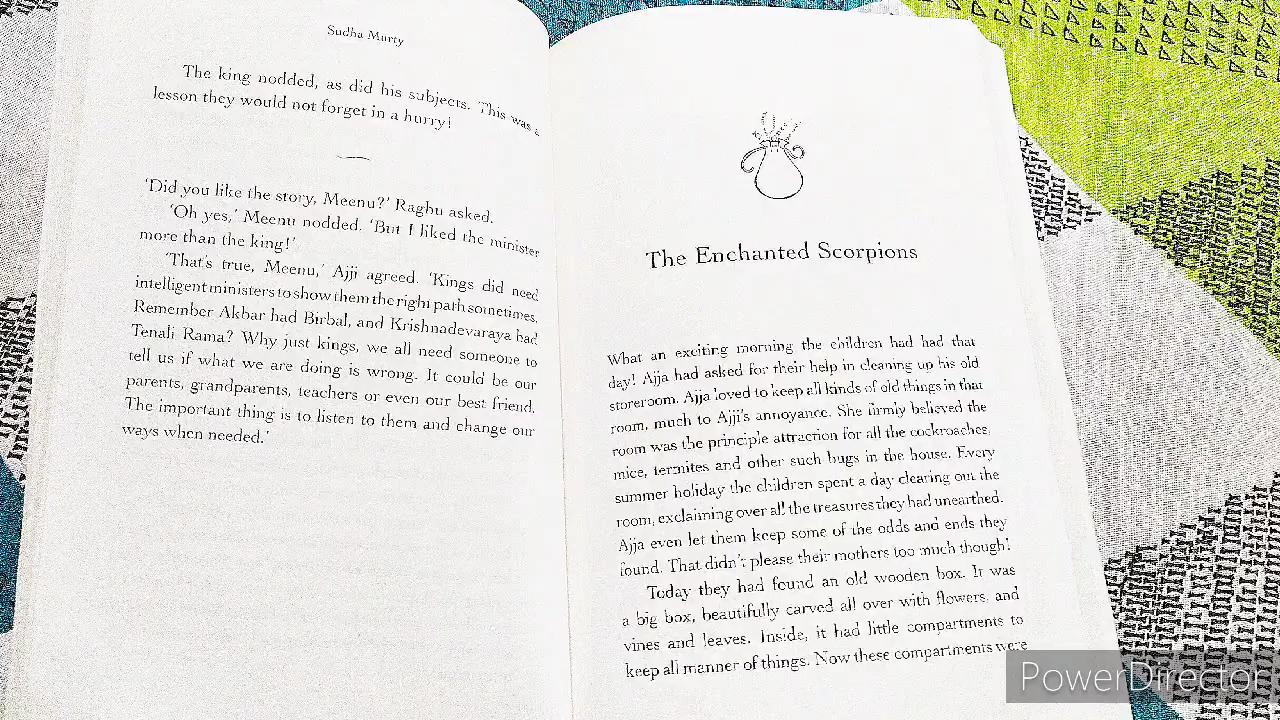 Sudha Murty
The king nodded, as did his subjects. This was a
lesson they would not forget in a hurry!
'Did you like the story, Meenu?' Raghu asked.
'Oh yes,' Meenu nodded. 'But I liked the minister
more than the king!'
'That's true, Meenu,' Ajji agreed. 'Kings did need
intelligent ministers to show them the right path sometimes.
Remember Akbar had Birbal, and Krishnadevaraya had
Tenali Rama? Why just kings, we all need someone to
tell us if what we are doing is wrong. It could be our
parents, grandparents, teachers or even our best friend.
The important thing is to listen to them and change our
ways when needed.'
The Enchanted Scorpions
What an exciting morning the children had had that
day! Ajja had asked for their help in cleaning up his old
storeroom. Ajja loved to keep all kinds of old things in that
room, much to Ajji's annoyance. She firmly believed the
room was the principle attraction for all the cockroaches,
mice, termites and other such bugs in the house. Every
summer holiday the children spent a day clearing out the
room, exclaiming over all the treasures they had unearthed.
Ajja even let them keep some of the odds and ends they
found. That didn't please their mothers too much though!
Today they had found an old wooden box. It was
a big box, beautifully carved all over with flowers, and
vines and leaves. Inside, it had little compartments to
keep all manner of things. Now these compartments were
PowerDirector